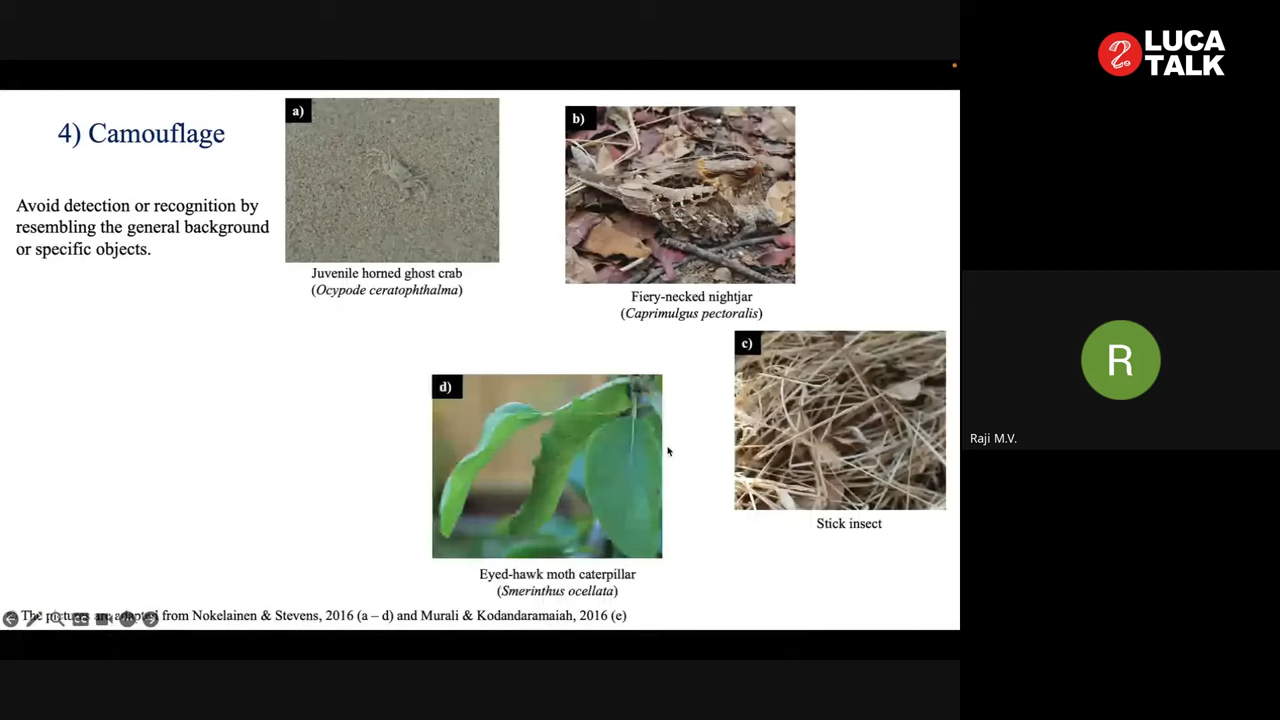 LUCA
TALK
4) Camouflage
Avoid detection or recognition by
resembling the general background
or specific objects.
a)
Juvenile horned ghost crab
(Ocypode ceratophthalma)
b)
Fiery-necked nightjar
(Caprimulgus pectoralis)
c)
Stick insect
d)
Eyed-hawk moth caterpillar
(Smerinthus ocellata)
The pictures are adapted from Nokelainen & Stevens, 2016 (a – d) and Murali & Kodandaramaiah, 2016 (e)
R
Raji M.V.